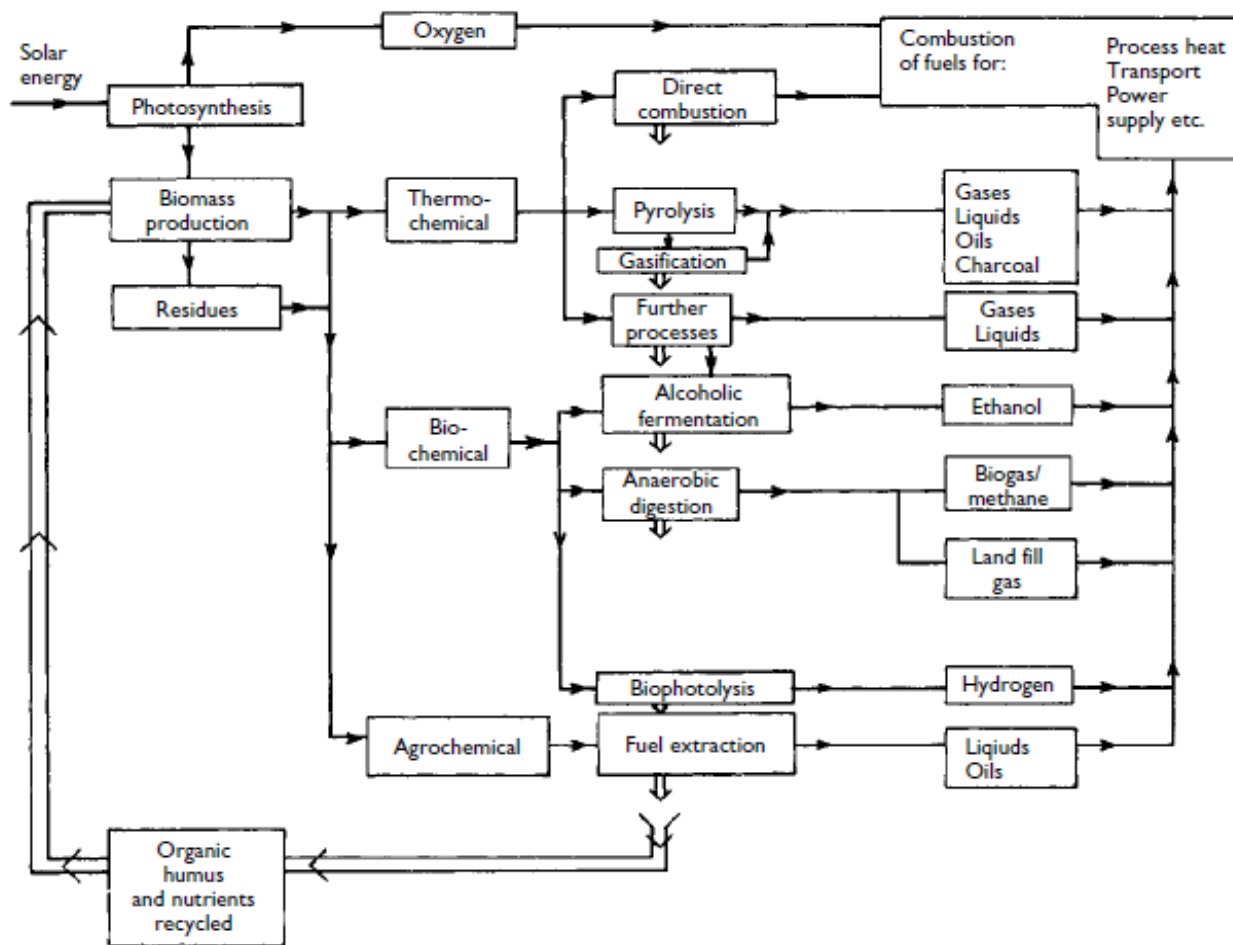 Oxygen
Solar
energy
Combustion
of fuels for:
Process heat
Transport
Power
supply etc.
Photosynthesis
Direct
combustion
Biomass
production
Thermo-
chemical
Pyrolysis
Gasification
Gases
Liquids
Oils
Charcoal
Residues
Further
processes
Gases
Liquids
Alcoholic
fermentation
Ethanol
Bio-
chemical
Anaerobic
digestion
Biogas/
methane
Land fill
gas
Biophotolysis
Hydrogen
Agrochemical
Fuel extraction
Liqiuds
Oils
Organic
humus
and nutrients
recycled